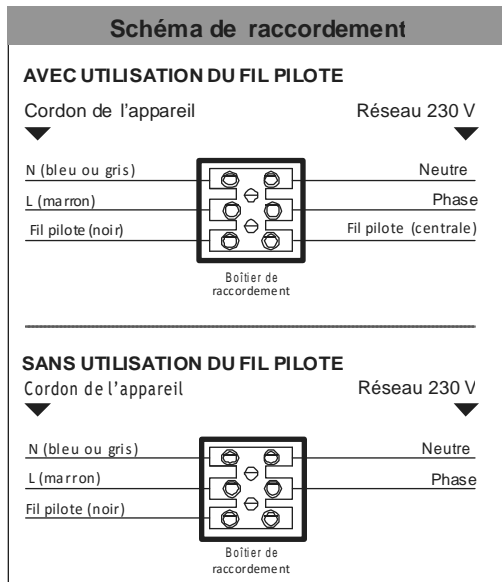 Schéma de raccordement
AVEC UTILISATION DU FIL PILOTE
Cordon de l'appareil
Réseau 230 V
N (bleu ou gris)
Neutre
L (marron)
Phase
Fil pilote (noir)
Fil pilote (centrale)
Boîtier de
raccordement
SANS UTILISATION DU FIL PILOTE
Cordon de l'appareil
Réseau 230 V
N (bleu ou gris)
Neutre
L (marron)
Phase
Fil pilote (noir)
Boîtier de
raccordement